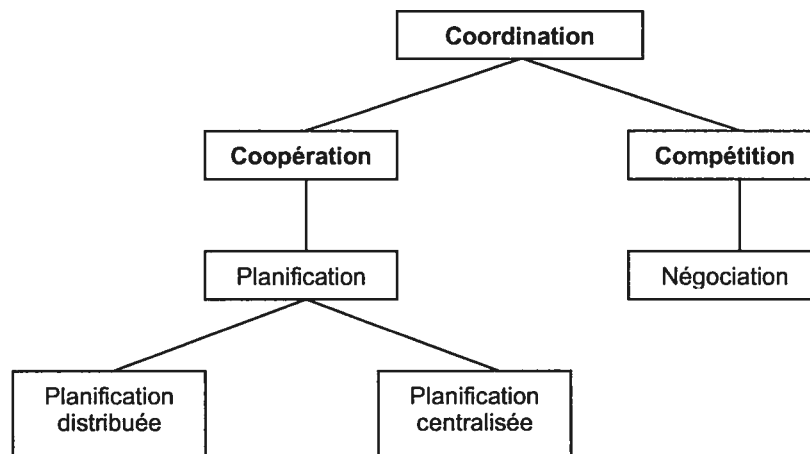 Coordination
Coopération
Compétition
Planification
Négociation
Planification
distribuée
Planification
centralisée